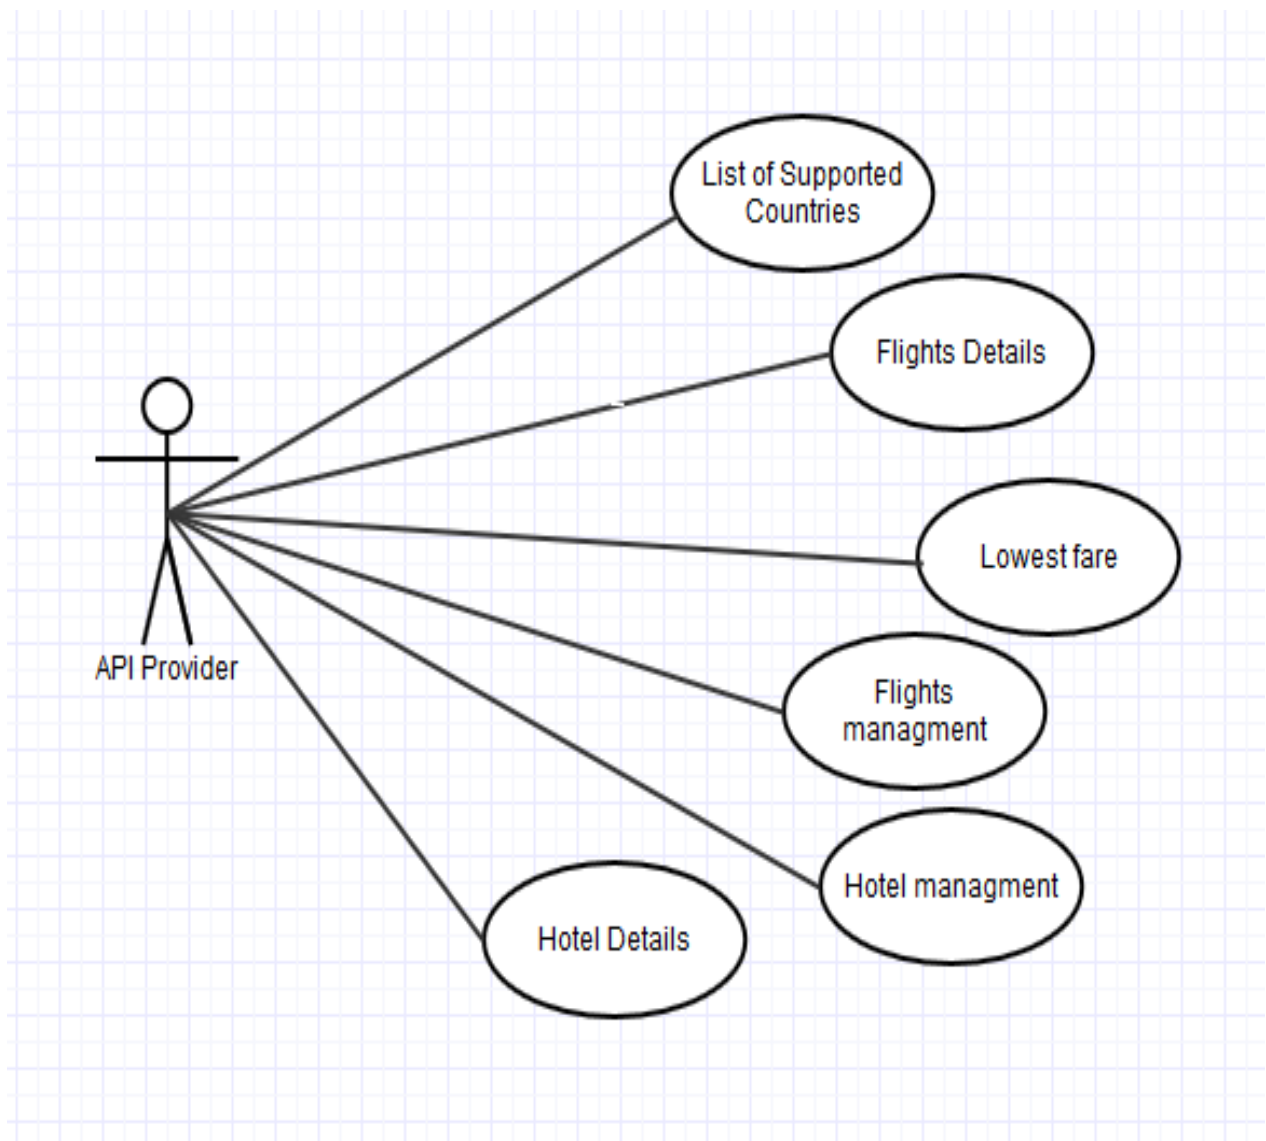 List of Supported
Countries
Flights Details
Lowest fare
API Provider
Flights
managment
Hotel managment
Hotel Details